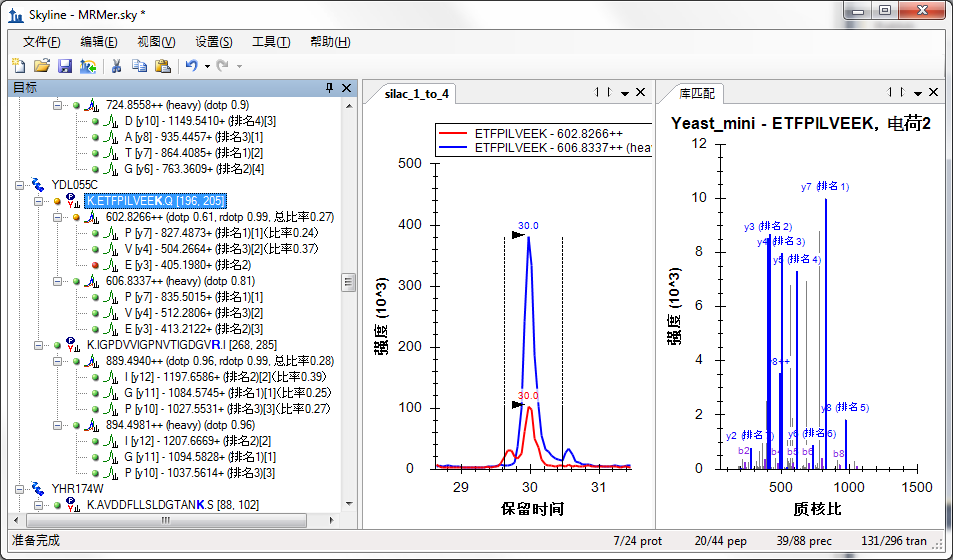 Skyline - MRMer.sky *
文件(F) 编辑(E) 视图(V) 设置(S) 工具(T) 帮助(H)
目标
724.8558++ (heavy) (dotp 0.9)
D [y10] - 1149.5410+ (排名4)[3]
A [y8] - 935.4457+ (排名3)[1]
T [y7] - 864.4085+ (排名1)[2]
G [y6] - 763.3609+ (排名2)[4]
YDL055C
K.ETFPILVEEK.Q [196, 205]
602.8266++ (dotp 0.61, rdotp 0.99, 总比率0.27)
P [y7] - 827.4873+ (排名1)[1](比率0.24)
V [y4] - 504.2664+ (排名3)[2](比率0.37)
E [y3] - 405.1980+ (排名2)
606.8337++ (heavy) (dotp 0.81)
P [y7] - 835.5015+ (排名1)[1]
V [y4] - 512.2806+ (排名3)[2]
E [y3] - 413.2122+ (排名2)[3]
K.IGPDVVIGPNVTIGDGVR.I [268, 285]
889.4940++ (dotp 0.96, rdotp 0.99, 总比率0.28)
I [y12] - 1197.6586+ (排名2)[2](比率0.39)
G [y11] - 1084.5745+ (排名1)[1](比率0.25)
P [y10] - 1027.5531+ (排名3)[3](比率0.27)
894.4981++ (heavy) (dotp 0.96)
I [y12] - 1207.6669+ (排名2)[2]
G [y11] - 1094.5828+ (排名1)[1]
P [y10] - 1037.5614+ (排名3)[3]
YHR174W
K.AVDDFLLSLDGTANK.S [88, 102]
silac_1_to_4
ETFPILVEEK - 602.8266++
ETFPILVEEK - 606.8337++ (hea
500
400
300
200
100
0
强度 (10^3)
30.0
30.0
29 30 31
保留时间
库匹配
Yeast_mini - ETFPILVEEK, 电荷2
12
10
8
6
4
2
0
强度 (10^3)
y7 (排名 1)
y3 (排名 2)
y4 (排名 3)
y5 (排名 4)
y8++
y8 (排名 5)
y2 (排名 7)
y6 (排名 6)
b2
b4
b5
b6
b8
500 1000 1500
质核比
准备完成
7/24 prot 20/44 pep 39/88 prec 131/296 tran